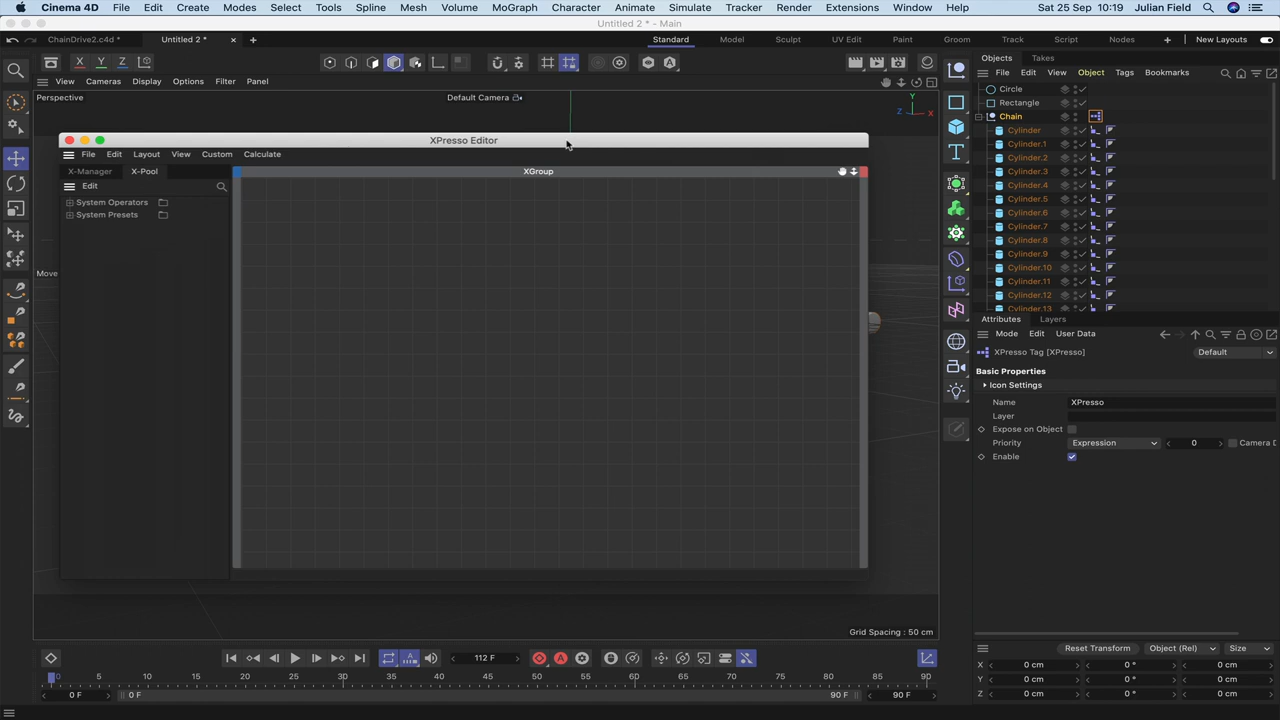 Cinema 4D File Edit Create Modes Select Tools Spline Mesh Volume MoGraph Character Animate Simulate Tracker Render Extensions Window Help Sat 25 Sep 10:19 Julian Field
Untitled 2 * - Main
ChainDrive2.c4d * Untitled 2 * Standard Model Sculpt UV Edit Paint Groom Track Script Nodes New Layouts
X Y Z
Objects Takes
View Cameras Display Options Filter Panel
File Edit View Object Tags Bookmarks
Perspective Default Camera
Y
Z X
Circle
Rectangle
Chain
Cylinder
Cylinder.1
Cylinder.2
Cylinder.3
Cylinder.4
Cylinder.5
Cylinder.6
Cylinder.7
Cylinder.8
Cylinder.9
Cylinder.10
Cylinder.11
Cylinder.12
Cylinder.13
XPresso Editor
File Edit Layout View Custom Calculate
X-Manager X-Pool XGroup
Edit
System Operators
System Presets
Move
Attributes Layers
Mode Edit User Data
XPresso Tag [XPresso] Default
Basic Properties
Icon Settings
Name XPresso
Layer
Expose on Object
Priority Expression 0 Camera
Enable
Grid Spacing : 50 cm
112 F
0 5 10 15 20 25 30 35 40 45 50 55 60 65 70 75 80 85 90
0 F 0 F 90 F 90 F
Reset Transform Object (Rel) Size
X 0 cm 0 ° 0 cm
Y 0 cm 0 ° 0 cm
Z 0 cm 0 ° 0 cm